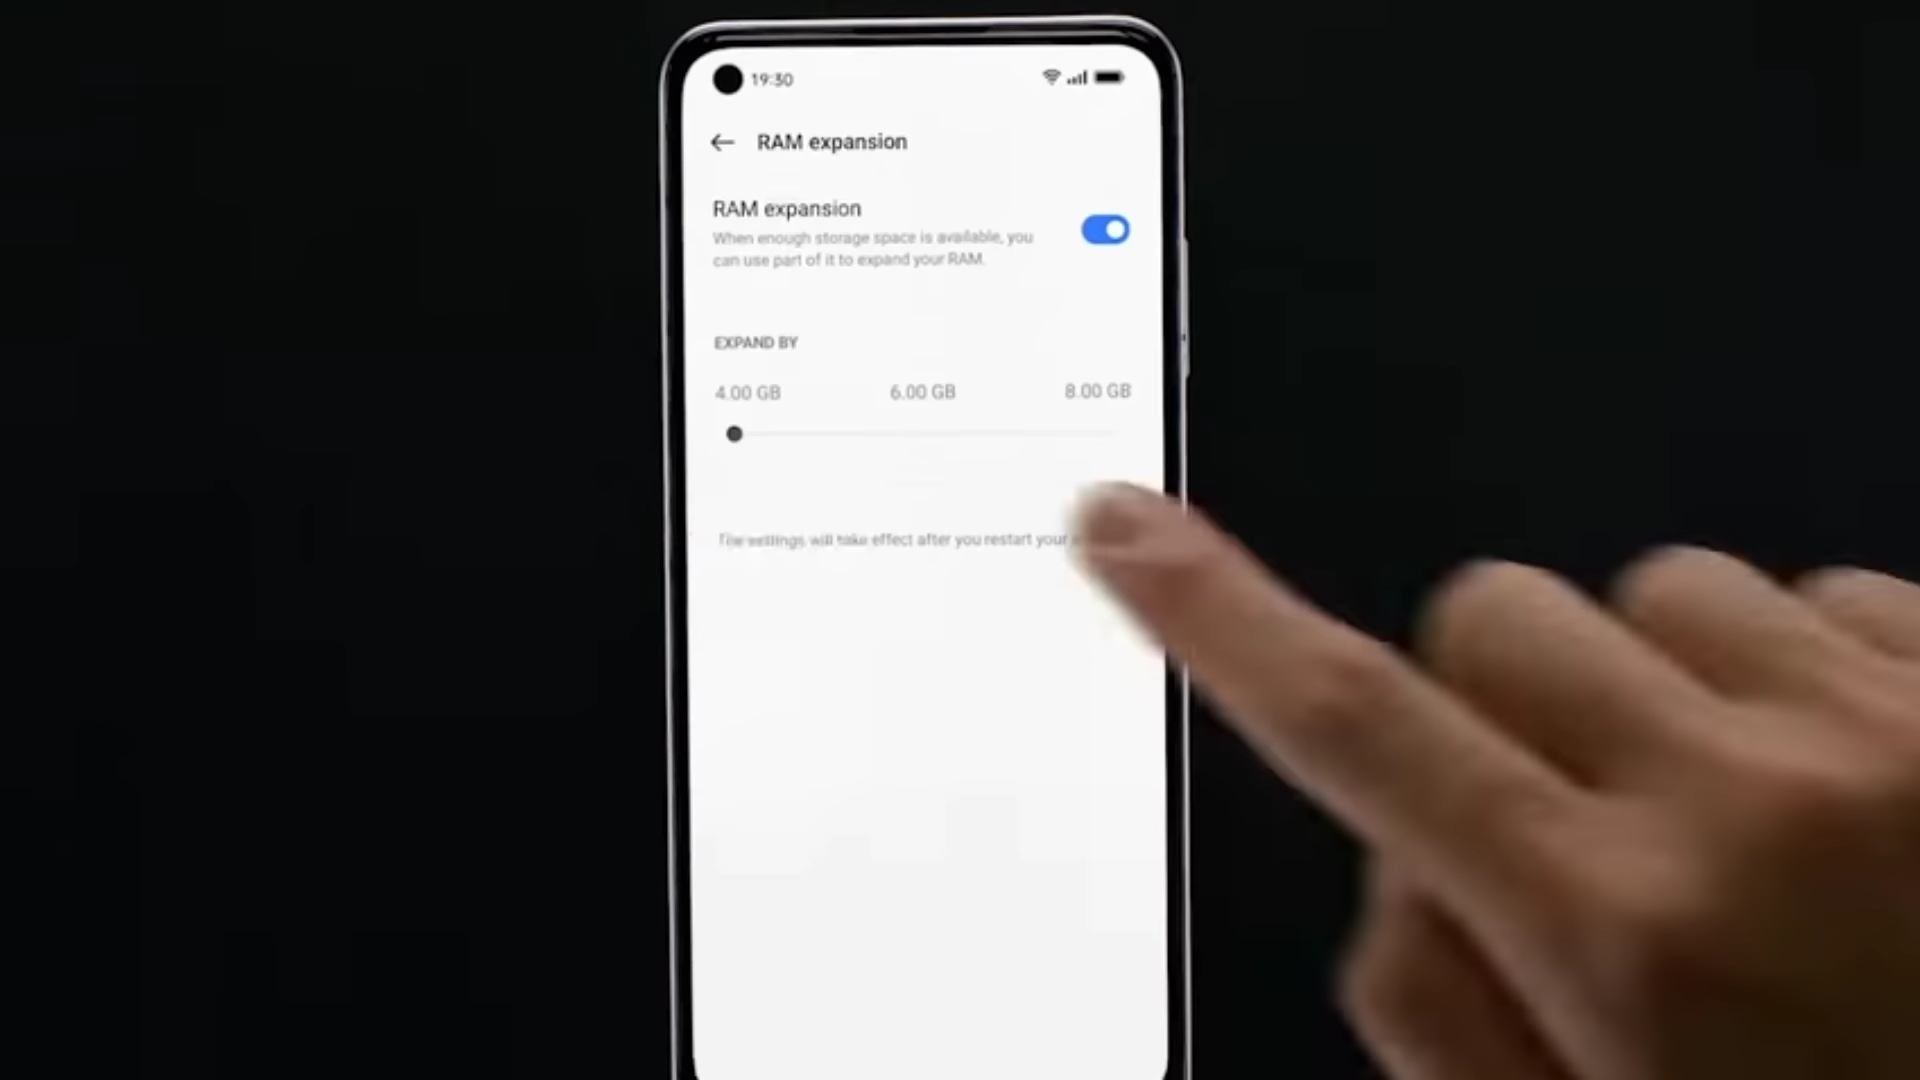 19:30
RAM expansion
RAM expansion
When enough storage space is available, you
can use part of it to expand your RAM.
EXPAND BY
4.00 GB 6.00 GB 8.00 GB
The settings will take effect after you restart your